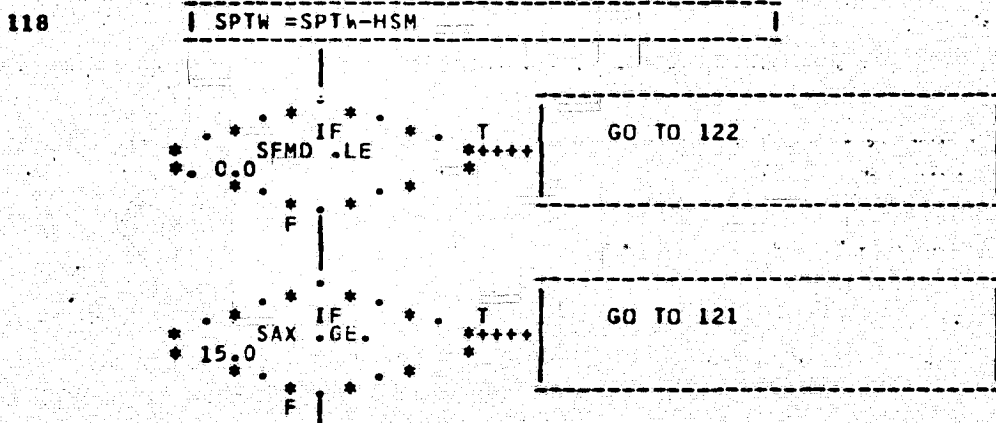 118 SPTW =SPTW-HSM
IF T GO TO 122
SFMD .LE
. 0.0
F
IF T GO TO 121
SAX .GE.
15.0
F